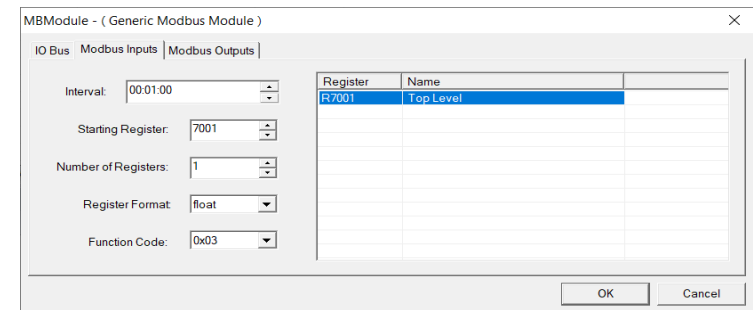 MBModule - ( Generic Modbus Module )
IO Bus Modbus Inputs Modbus Outputs
Interval: 00:01:00
Starting Register: 7001
Number of Registers: 1
Register Format: float
Function Code: 0x03
Register Name
R7001 Top Level
OK Cancel